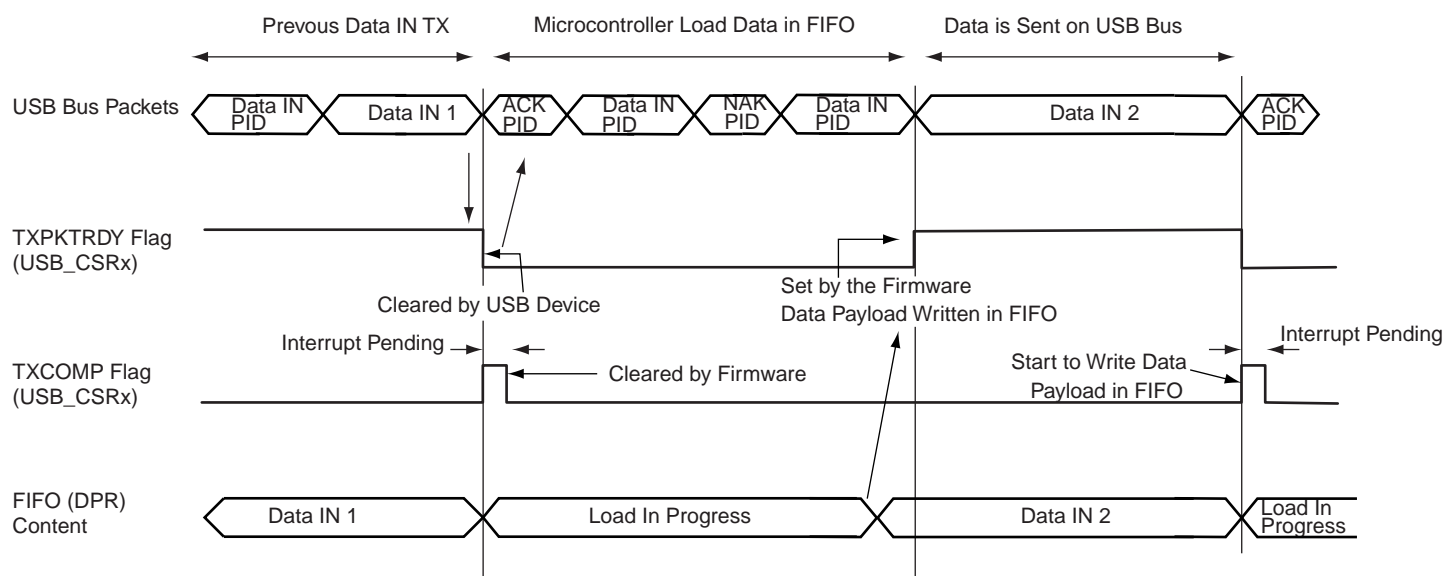 Prevous Data IN TX
Microcontroller Load Data in FIFO
Data is Sent on USB Bus
USB Bus Packets
Data IN
PID
Data IN 1
ACK
PID
Data IN
PID
NAK
PID
Data IN
PID
Data IN 2
ACK
PID
TXPKTRDY Flag
(USB_CSRx)
Cleared by USB Device
Set by the Firmware
Data Payload Written in FIFO
Interrupt Pending
Interrupt Pending
TXCOMP Flag
(USB_CSRx)
Cleared by Firmware
Start to Write Data
Payload in FIFO
FIFO (DPR)
Content
Data IN 1
Load In Progress
Data IN 2
Load In
Progress